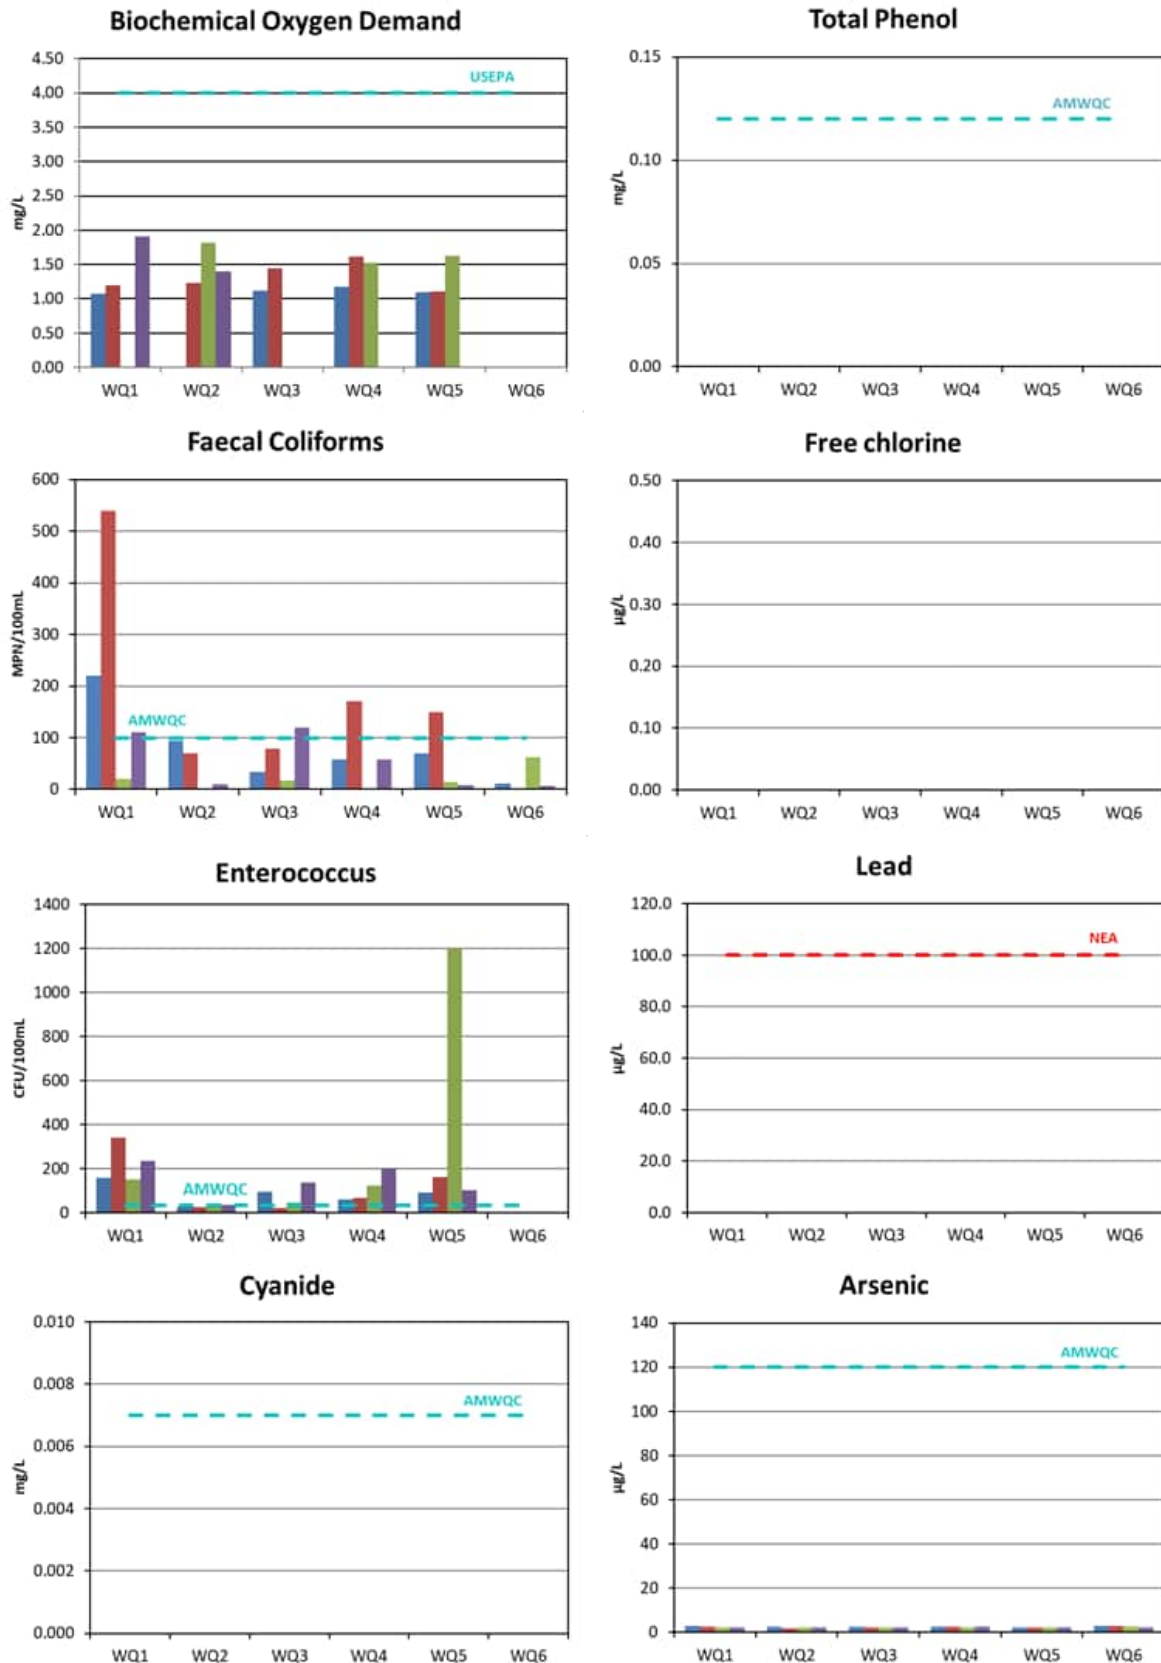 Biochemical Oxygen Demand
4.50
4.00
3.50
3.00
2.50
2.00
1.50
1.00
0.50
0.00
mg/L
USEPA
WQ1 WQ2 WQ3 WQ4 WQ5 WQ6
Total Phenol
0.15
0.10
0.05
0.00
mg/L
AMWQC
WQ1 WQ2 WQ3 WQ4 WQ5 WQ6
Faecal Coliforms
600
500
400
300
200
100
0
MPN/100mL
AMWQC
WQ1 WQ2 WQ3 WQ4 WQ5 WQ6
Free chlorine
0.50
0.40
0.30
0.20
0.10
0.00
µg/L
WQ1 WQ2 WQ3 WQ4 WQ5 WQ6
Enterococcus
1400
1200
1000
800
600
400
200
0
CFU/100mL
AMWQC
WQ1 WQ2 WQ3 WQ4 WQ5 WQ6
Lead
120.0
100.0
80.0
60.0
40.0
20.0
0.0
µg/L
NEA
WQ1 WQ2 WQ3 WQ4 WQ5 WQ6
Cyanide
0.010
0.008
0.006
0.004
0.002
0.000
mg/L
AMWQC
WQ1 WQ2 WQ3 WQ4 WQ5 WQ6
Arsenic
140
120
100
80
60
40
20
0
µg/L
AMWQC
WQ1 WQ2 WQ3 WQ4 WQ5 WQ6